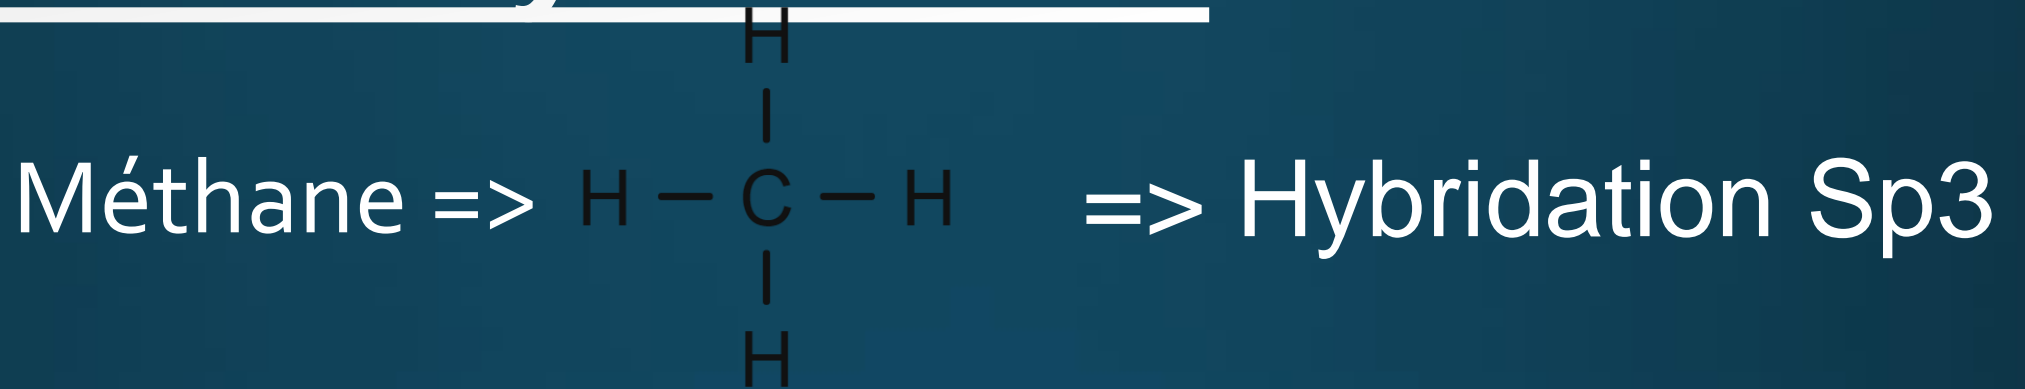 H
|
Méthane => H — C — H => Hybridation Sp3
|
H